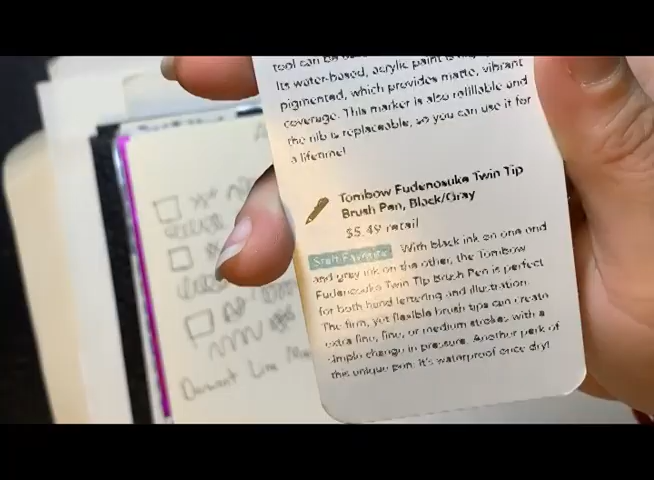 tool can be
Its water-based, acrylic paint is
pigmented, which provides matte, vibrant
coverage. This marker is also refillable and
the nib is replaceable, so you can use it for
a lifetime!
Tombow Fudenosuke Twin Tip
Brush Pen, Black/Gray
$5.49 retail
Staff Favorite With black ink on one end
and gray ink on the other, the Tombow
Fudenosuke Twin Tip Brush Pen is perfect
for both hand lettering and illustration.
The firm, yet flexible brush tips can create
extra fine, fine, or medium strokes with a
simple change in pressure. Another perk of
this unique pen: it's waterproof once dry!
Derwent Line M